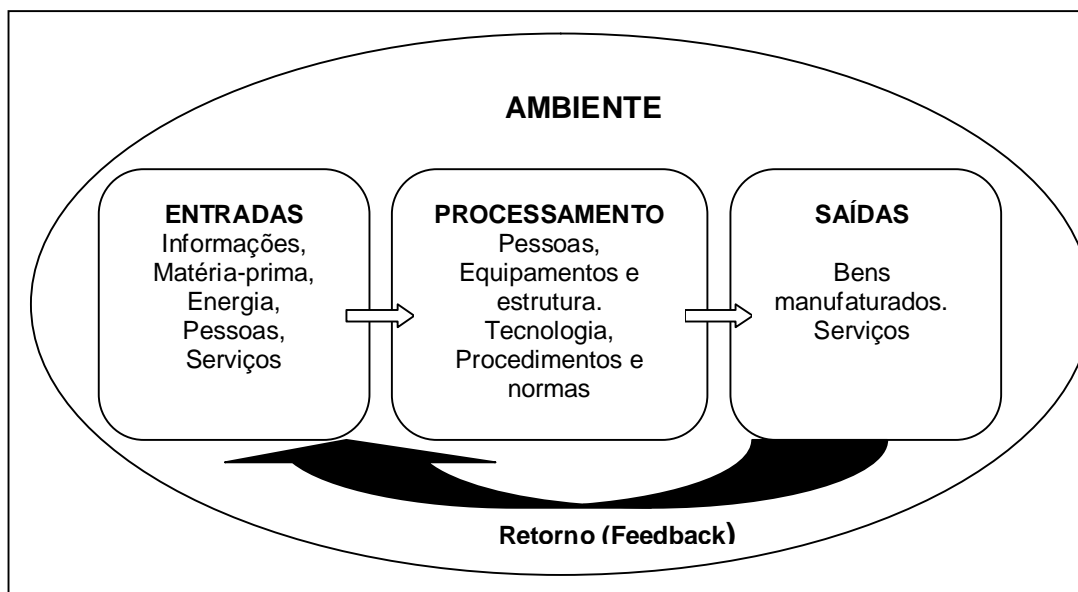 AMBIENTE
ENTRADAS
Informações,
Matéria-prima,
Energia,
Pessoas,
Serviços
PROCESSAMENTO
Pessoas,
Equipamentos e
estrutura.
Tecnologia,
Procedimentos e
normas
SAÍDAS
Bens
manufaturados.
Serviços
Retorno (Feedback)